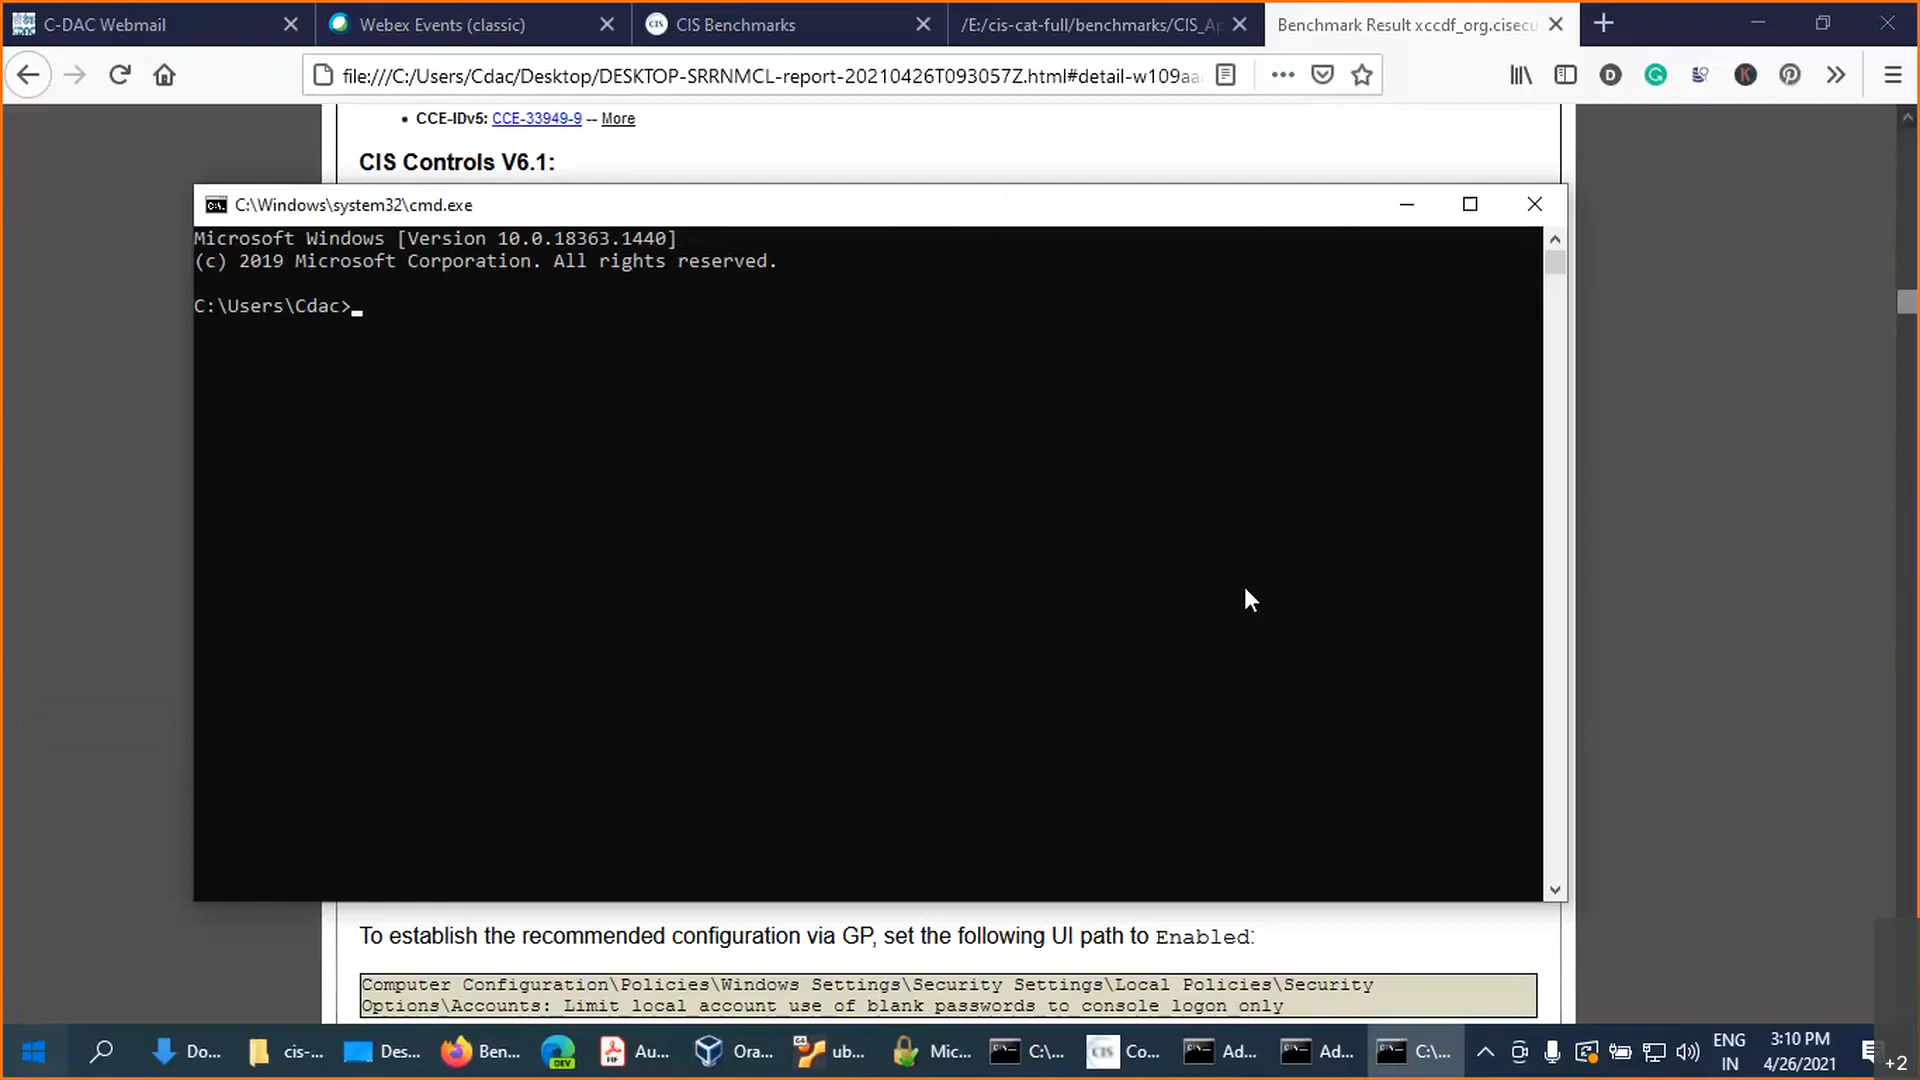 C-DAC Webmail
Webex Events (classic)
CIS CIS Benchmarks
/E:/cis-cat-full/benchmarks/CIS_Ap
Benchmark Result xccdf_org.cisecu
file:///C:/Users/Cdac/Desktop/DESKTOP-SRRNMCL-report-20210426T093057Z.html#detail-w109aa
• CCE-IDv5: CCE-33949-9 -- More
CIS Controls V6.1:
C:\Windows\system32\cmd.exe
Microsoft Windows [Version 10.0.18363.1440]
(c) 2019 Microsoft Corporation. All rights reserved.
C:\Users\Cdac>
To establish the recommended configuration via GP, set the following UI path to Enabled:
Computer Configuration\Policies\Windows Settings\Security Settings\Local Policies\Security
Options\Accounts: Limit local account use of blank passwords to console logon only
Do...
cis-...
Des...
Ben...
DEV
Au...
Ora...
ub...
Mic...
C:\...
CIS Co...
Ad...
Ad...
C:\...
ENG
IN
3:10 PM
4/26/2021
+2